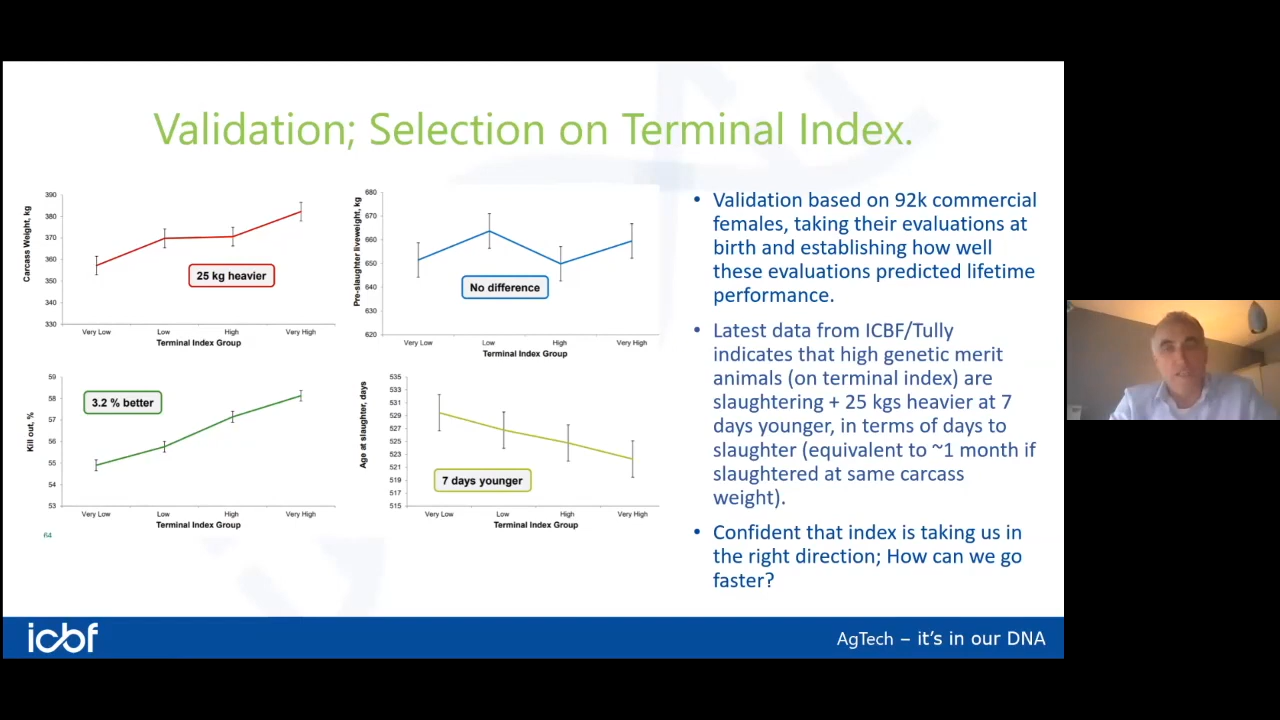 Validation; Selection on Terminal Index.
390
380
370
360
350
340
330
Carcass Weight, kg
25 kg heavier
Very Low
Low
High
Very High
Terminal Index Group
680
670
660
650
640
630
620
Pre-slaughter liveweight, kg
No difference
Very Low
Low
High
Very High
Terminal Index Group
59
58
57
56
55
54
53
Kill out, %
3.2 % better
Very Low
Low
High
Very High
Terminal Index Group
535
533
531
529
527
525
523
521
519
517
515
Age at slaughter, days
7 days younger
Very Low
Low
High
Very High
Terminal Index Group
• Validation based on 92k commercial
females, taking their evaluations at
birth and establishing how well
these evaluations predicted lifetime
performance.
• Latest data from ICBF/Tully
indicates that high genetic merit
animals (on terminal index) are
slaughtering + 25 kgs heavier at 7
days younger, in terms of days to
slaughter (equivalent to ~1 month if
slaughtered at same carcass
weight).
• Confident that index is taking us in
the right direction; How can we go
faster?
64
icbf
AgTech – it’s in our DNA